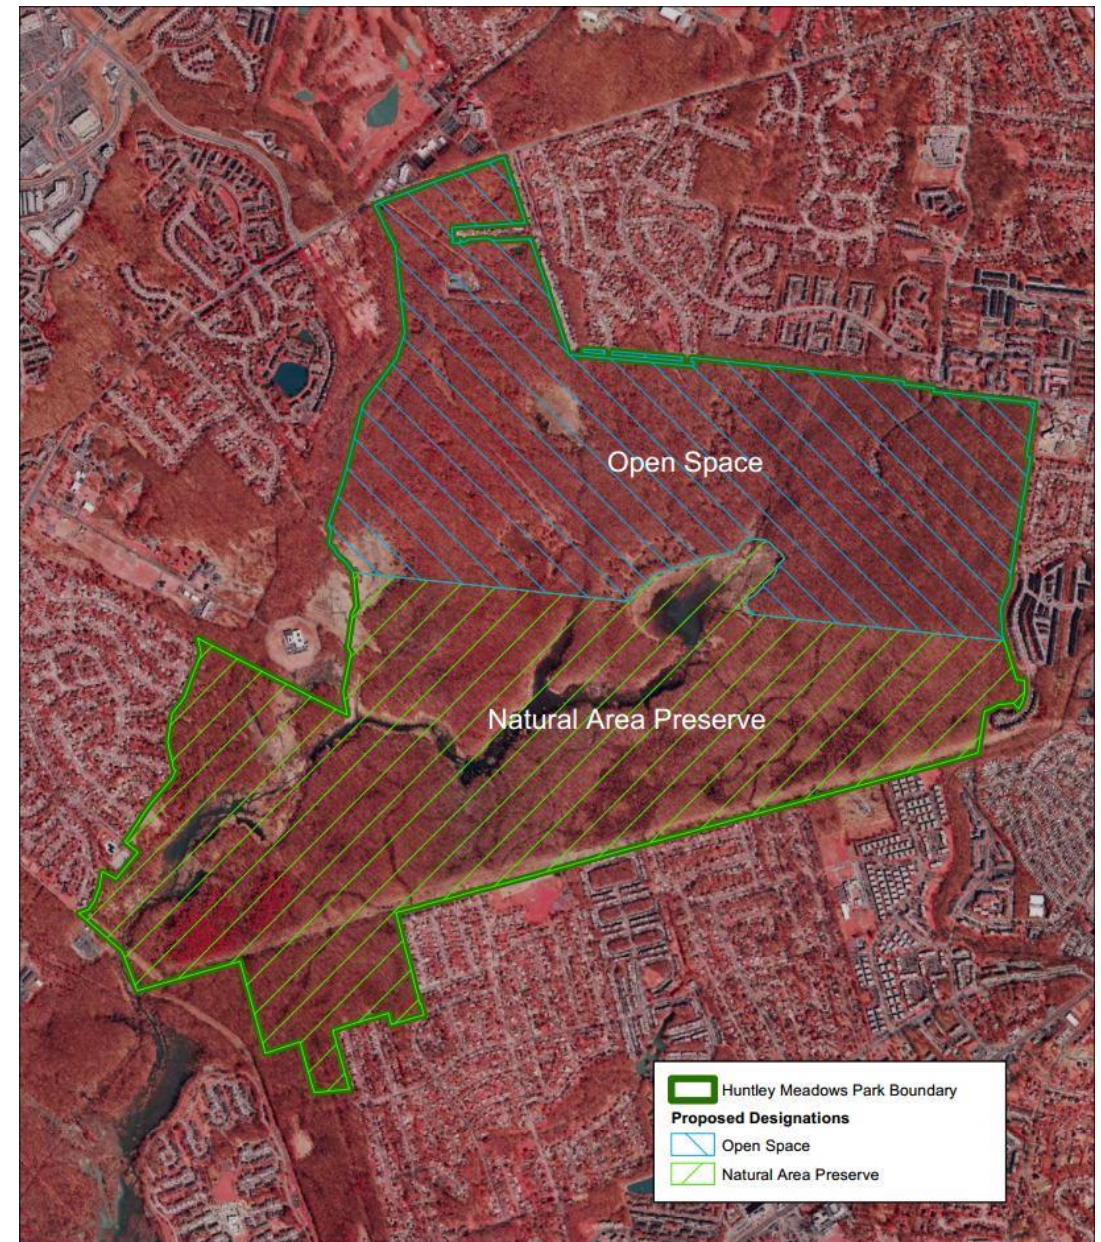 Open Space
Natural Area Preserve
Huntley Meadows Park Boundary
Proposed Designations
Open Space
Natural Area Preserve